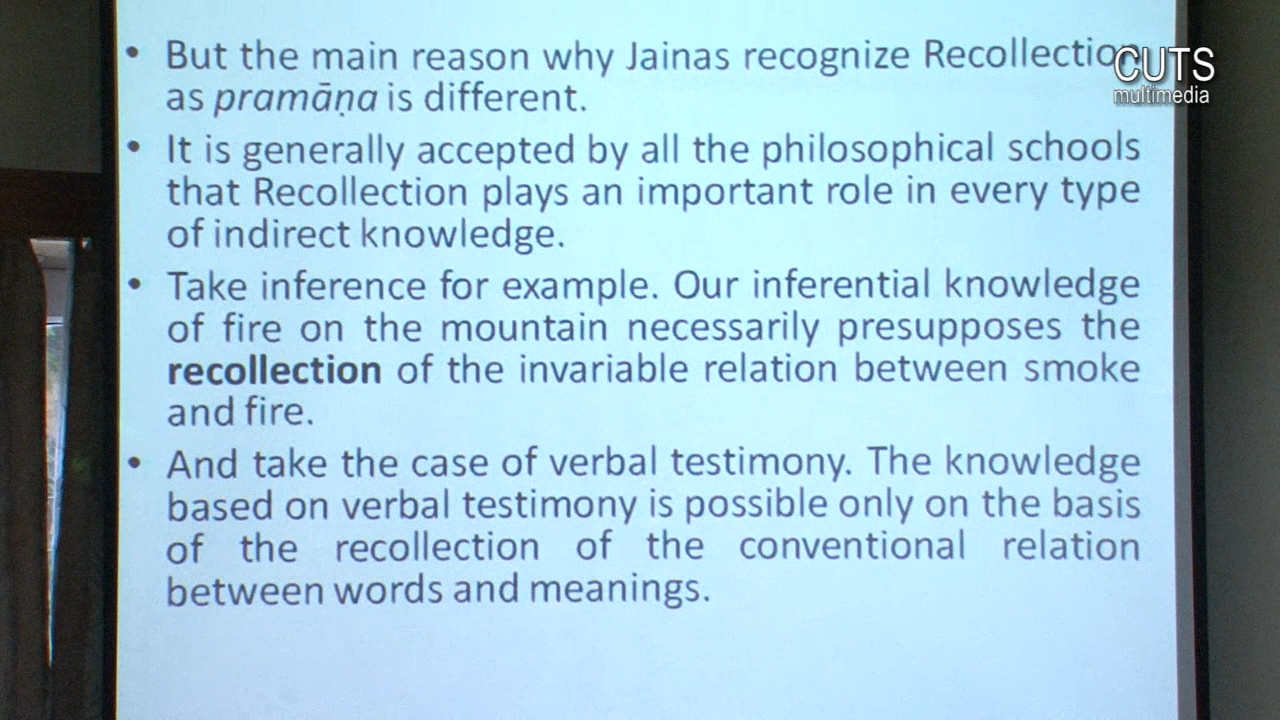 • But the main reason why Jainas recognize Recollectio
as pramāṇa is different.
• It is generally accepted by all the philosophical schools
that Recollection plays an important role in every type
of indirect knowledge.
• Take inference for example. Our inferential knowledge
of fire on the mountain necessarily presupposes the
recollection of the invariable relation between smoke
and fire.
• And take the case of verbal testimony. The knowledge
based on verbal testimony is possible only on the basis
of the recollection of the conventional relation
between words and meanings.
CUTS
multimedia